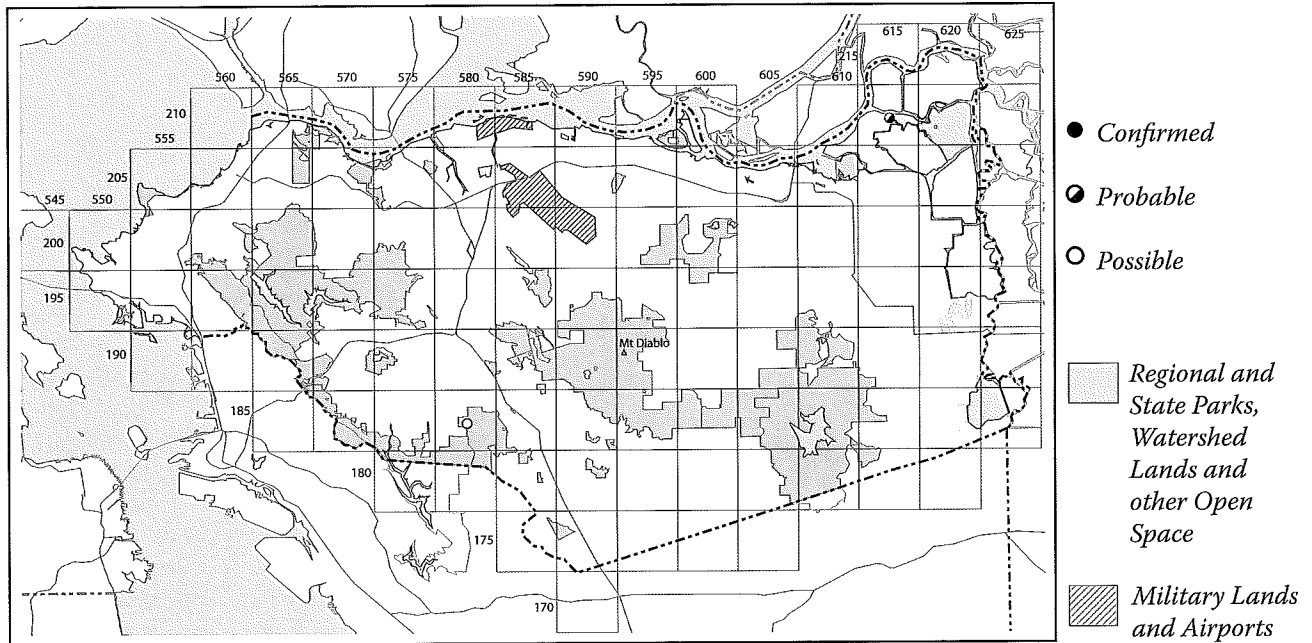 615
620
625
215
560
565
570
575
580
585
590
595
600
605
610
210
555
205
545
550
200
195
190
Mt Diablo
185
180
175
170
Confirmed
Probable
Possible
Regional and
State Parks,
Watershed
Lands and
other Open
Space
Military Lands
and Airports